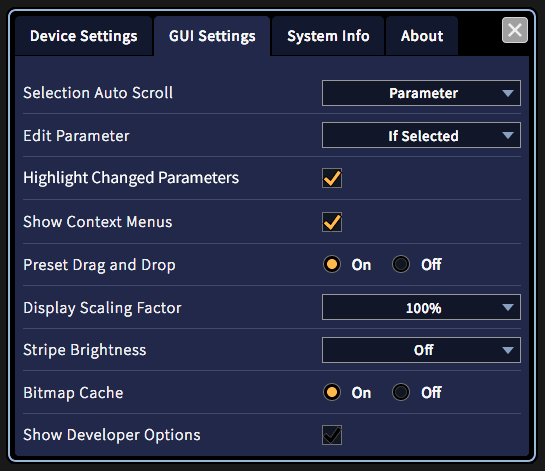 Device Settings GUI Settings System Info About
Selection Auto Scroll Parameter
Edit Parameter If Selected
Highlight Changed Parameters
Show Context Menus
Preset Drag and Drop On Off
Display Scaling Factor 100%
Stripe Brightness Off
Bitmap Cache On Off
Show Developer Options